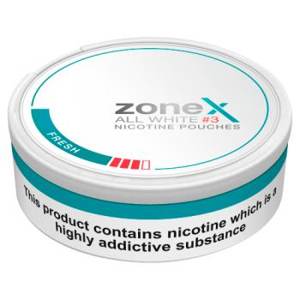 zoneX
ALL WHITE #3
NICOTINE POUCHES
FRESH
This product contains nicotine which is a
highly addictive substance